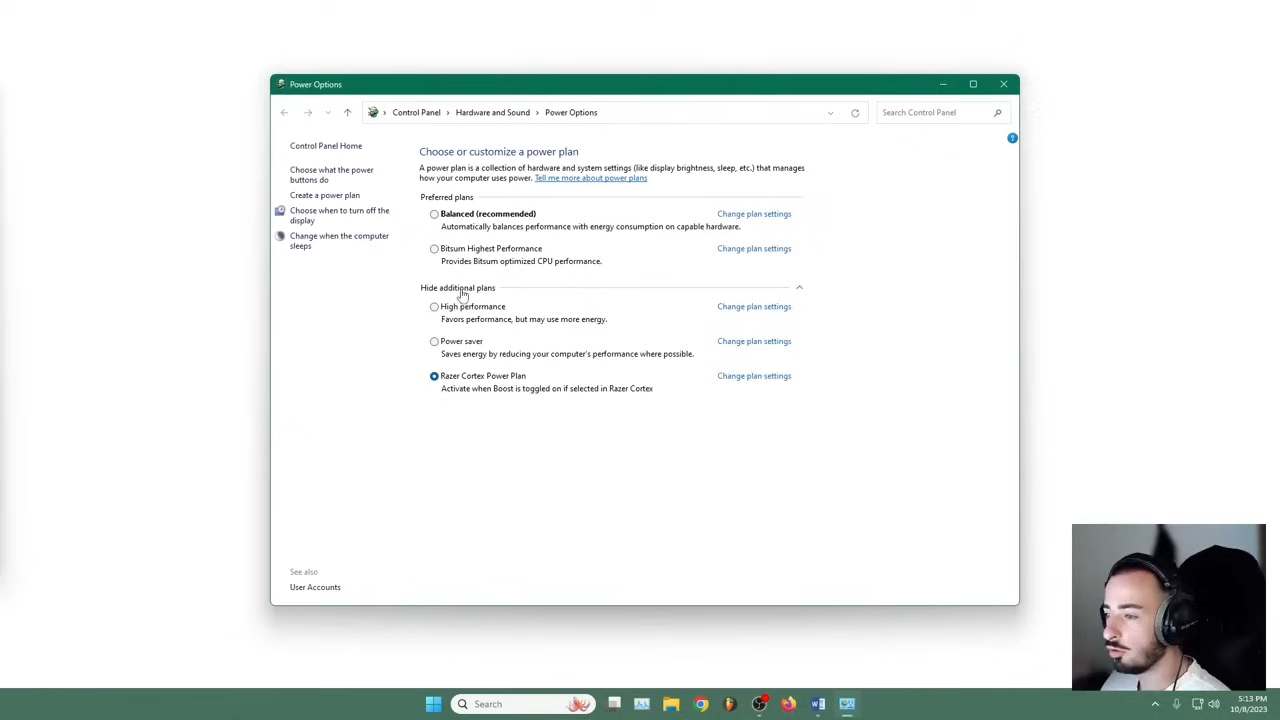 Power Options
Control Panel > Hardware and Sound > Power Options
Search Control Panel
Control Panel Home
Choose what the power
buttons do
Create a power plan
Choose when to turn off the
display
Change when the computer
sleeps
See also
User Accounts
Choose or customize a power plan
A power plan is a collection of hardware and system settings (like display brightness, sleep, etc.) that manages
how your computer uses power. Tell me more about power plans
Preferred plans
Balanced (recommended) Change plan settings
Automatically balances performance with energy consumption on capable hardware.
Bitsum Highest Performance Change plan settings
Provides Bitsum optimized CPU performance.
Hide additional plans
High performance Change plan settings
Favors performance, but may use more energy.
Power saver Change plan settings
Saves energy by reducing your computer's performance where possible.
Razer Cortex Power Plan Change plan settings
Activate when Boost is toggled on if selected in Razer Cortex
Search
5:13 PM
10/8/2023